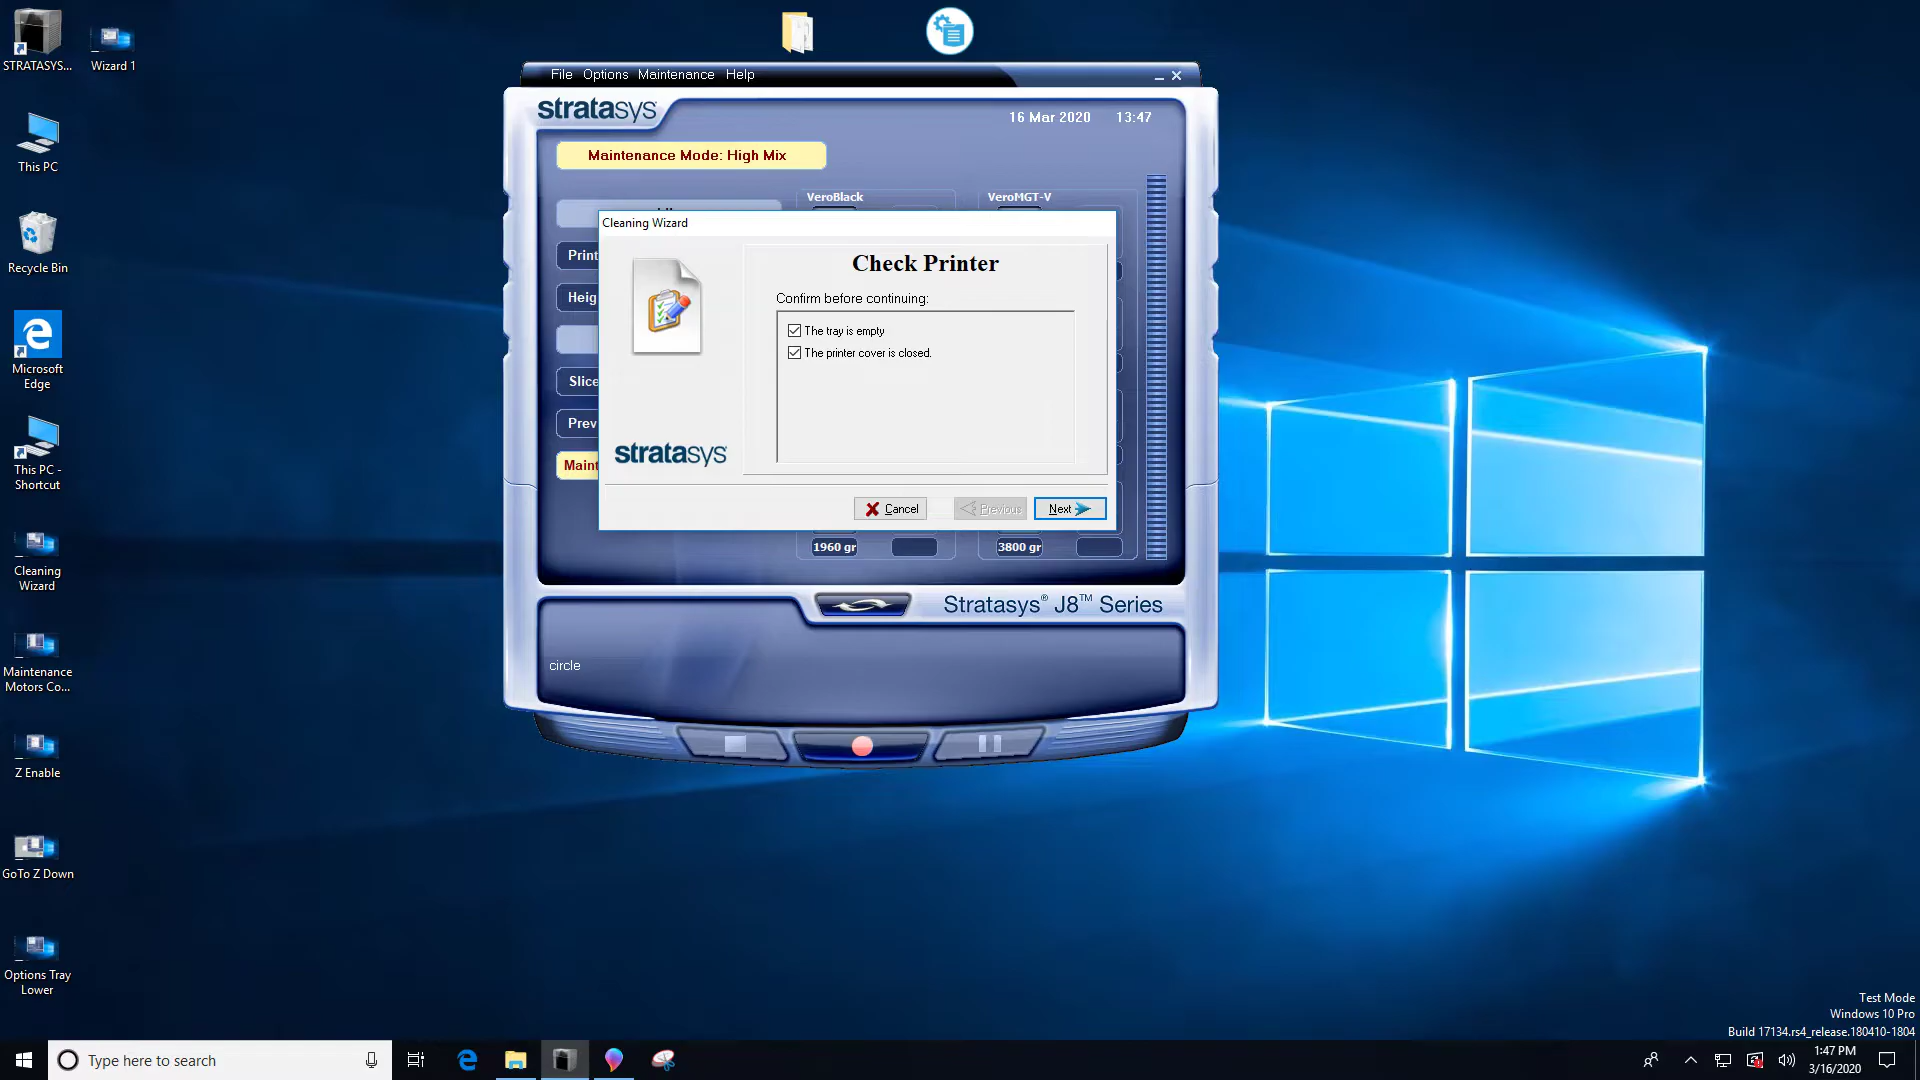 STRATASYS...
Wizard 1
This PC
Recycle Bin
Microsoft
Edge
This PC -
Shortcut
Cleaning
Wizard
Maintenance
Motors Co...
Z Enable
GoTo Z Down
Options Tray
Lower
File Options Maintenance Help
stratasys
16 Mar 2020 13:47
Maintenance Mode: High Mix
VeroBlack
VeroMGT-V
Print
Heig
Slice
Prev
Maint
Cleaning Wizard
Check Printer
Confirm before continuing:
The tray is empty
The printer cover is closed.
stratasys
Cancel
Previous
Next
1960 gr
3800 gr
Stratasys® J8™ Series
circle
Test Mode
Windows 10 Pro
Build 17134.rs4_release.180410-1804
Type here to search
1:47 PM
3/16/2020